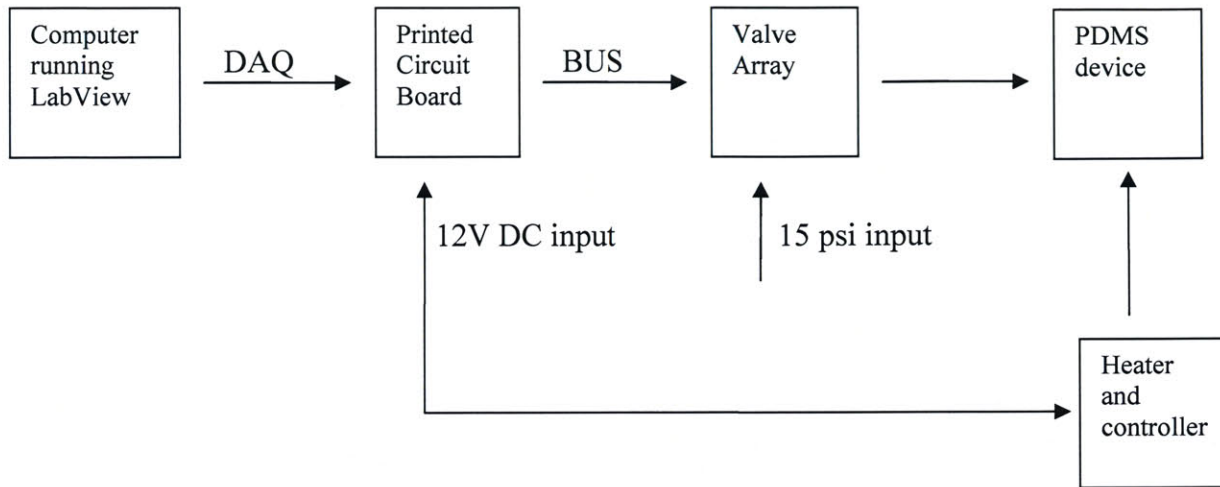 Computer
running
LabView
DAQ
Printed
Circuit
Board
BUS
Valve
Array
PDMS
device
12V DC input
15 psi input
Heater
and
controller